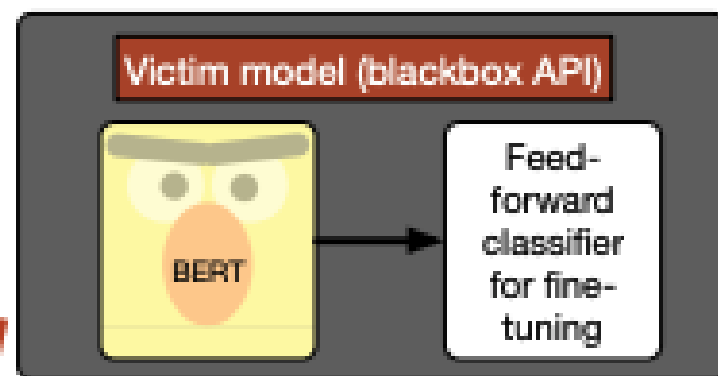 Victim model (blackbox API)
BERT
Feed-
forward
classifier
for fine-
tuning